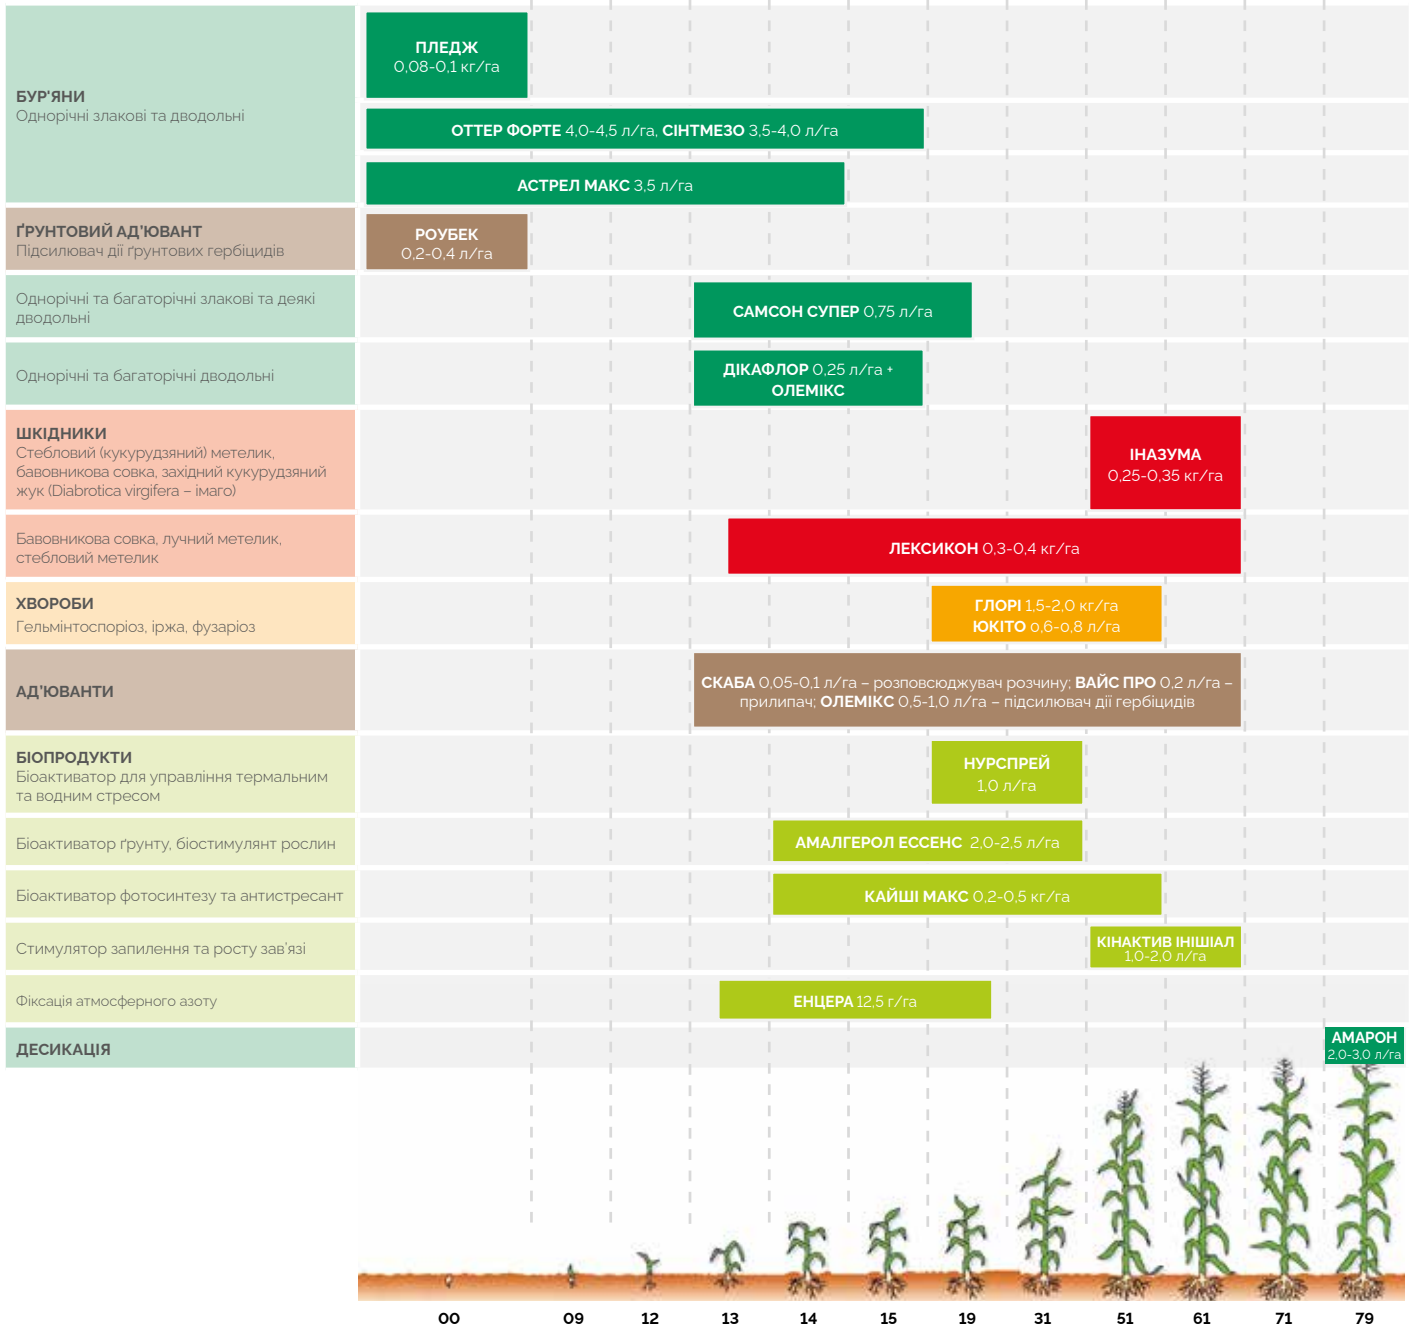 БУР'ЯНИ
Однорічні злакові та дводольні
ПЛЕДЖ
0,08-0,1 кг/га
ОТТЕР ФОРТЕ 4,0-4,5 л/га, СІНТМЕЗО 3,5-4,0 л/га
АСТРЕЛ МАКС 3,5 л/га
ҐРУНТОВИЙ АД'ЮВАНТ
Підсилювач дії ґрунтових гербіцидів
РОУБЕК
0,2-0,4 л/га
Однорічні та багаторічні злакові та деякі
дводольні
САМСОН СУПЕР 0,75 л/га
Однорічні та багаторічні дводольні
ДІКАФЛОР 0,25 л/га +
ОЛЕМІКС
ШКІДНИКИ
Стебловий (кукурудзяний) метелик,
бавовникова совка, західний кукурудзяний
жук (Diabrotica virgifera – імаго)
ІНАЗУМА
0,25-0,35 кг/га
Бавовникова совка, лучний метелик,
стебловий метелик
ЛЕКСИКОН 0,3-0,4 кг/га
ХВОРОБИ
Гельмінтоспоріоз, іржа, фузаріоз
ГЛОРІ 1,5-2,0 кг/га
ЮКІТО 0,6-0,8 л/га
АД'ЮВАНТИ
СКАБА 0,05-0,1 л/га – розповсюджувач розчину; ВАЙС ПРО 0,2 л/га –
прилипач; ОЛЕМІКС 0,5-1,0 л/га – підсилювач дії гербіцидів
БІОПРОДУКТИ
Біоактиватор для управління термальним
та водним стресом
НУРСПРЕЙ
1,0 л/га
Біоактиватор ґрунту, біостимулянт рослин
АМАЛГЕРОЛ ЕССЕНС 2,0-2,5 л/га
Біоактиватор фотосинтезу та антистресант
КАЙШІ МАКС 0,2-0,5 кг/га
Стимулятор запилення та росту зав'язі
КІНАКТИВ ІНІШІАЛ
1,0-2,0 л/га
Фіксація атмосферного азоту
ЕНЦЕРА 12,5 г/га
ДЕСИКАЦІЯ
АМАРОН
2,0-3,0 л/га
00 09 12 13 14 15 19 31 51 61 71 79